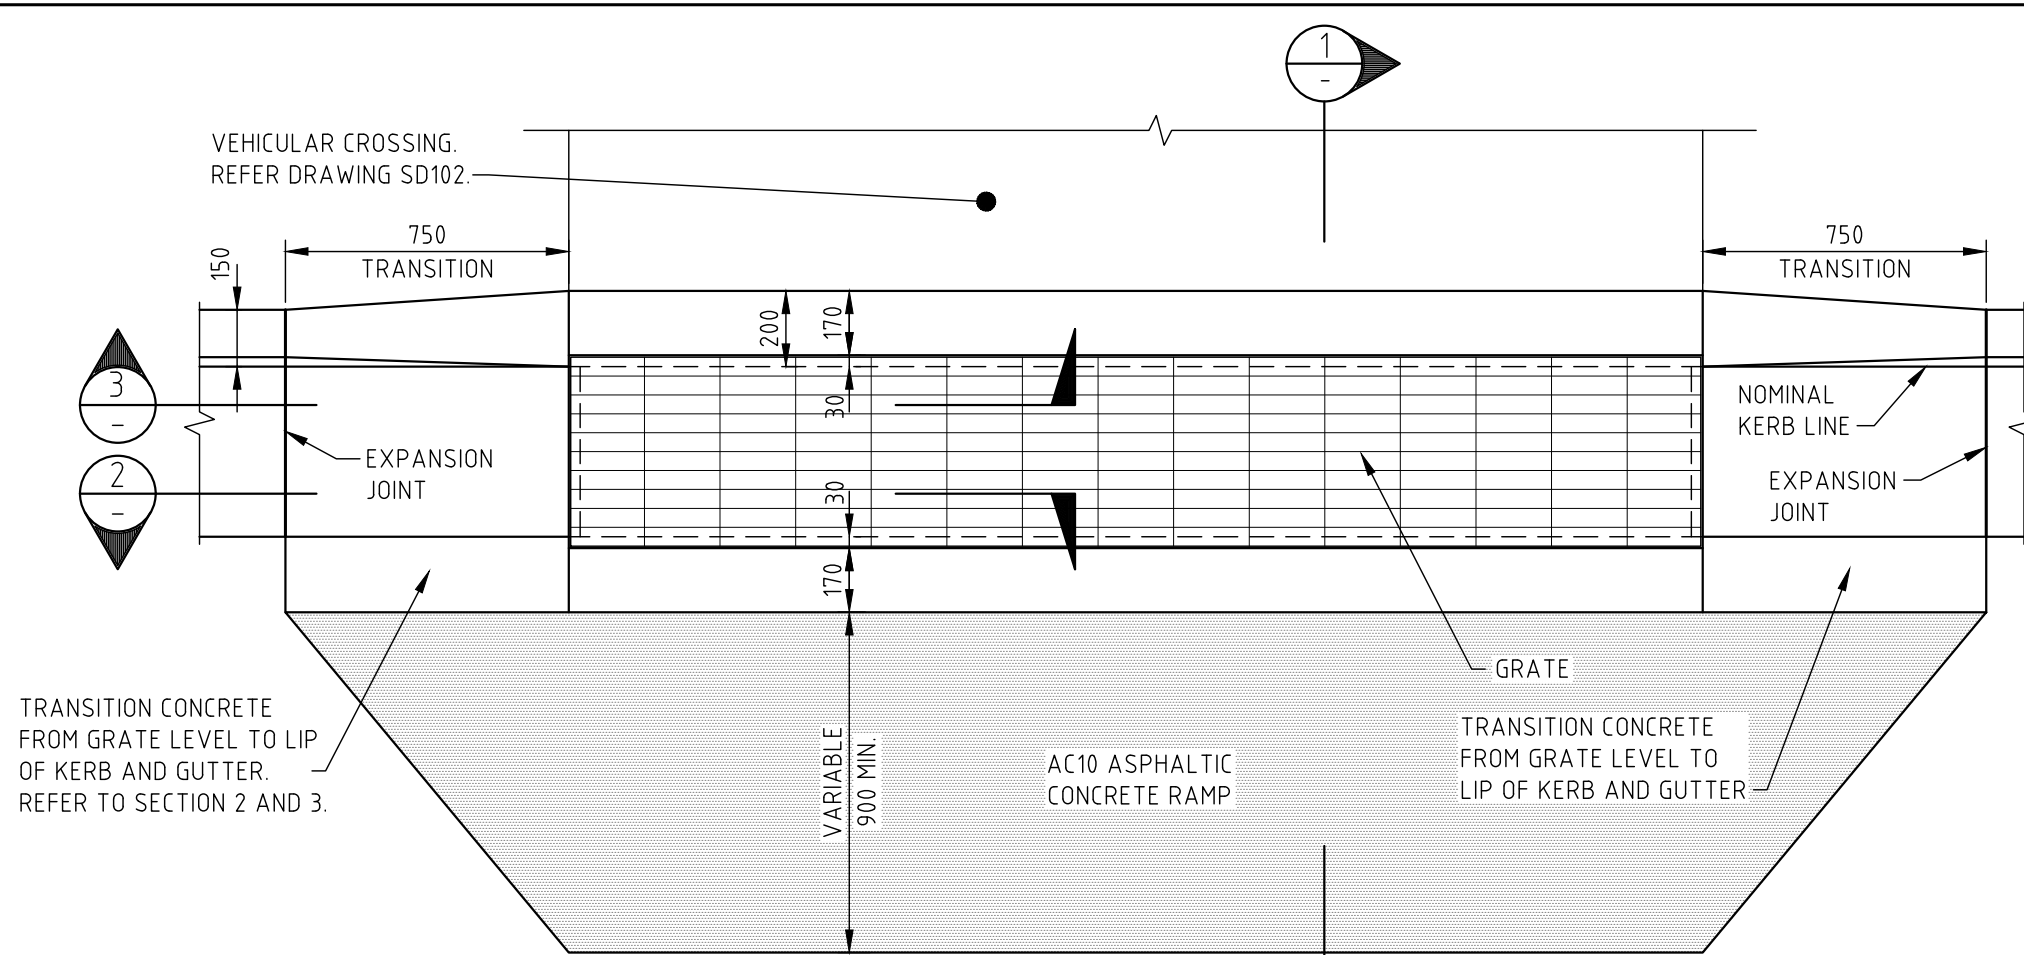 1
-
VEHICULAR CROSSING.
REFER DRAWING SD102.
750
TRANSITION
750
TRANSITION
150
200
170
3
-
30
NOMINAL
KERB LINE
EXPANSION
JOINT
2
-
30
EXPANSION
JOINT
170
GRATE
TRANSITION CONCRETE
FROM GRATE LEVEL TO LIP
OF KERB AND GUTTER.
REFER TO SECTION 2 AND 3.
VARIABLE
900 MIN.
AC10 ASPHALTIC
CONCRETE RAMP
TRANSITION CONCRETE
FROM GRATE LEVEL TO
LIP OF KERB AND GUTTER